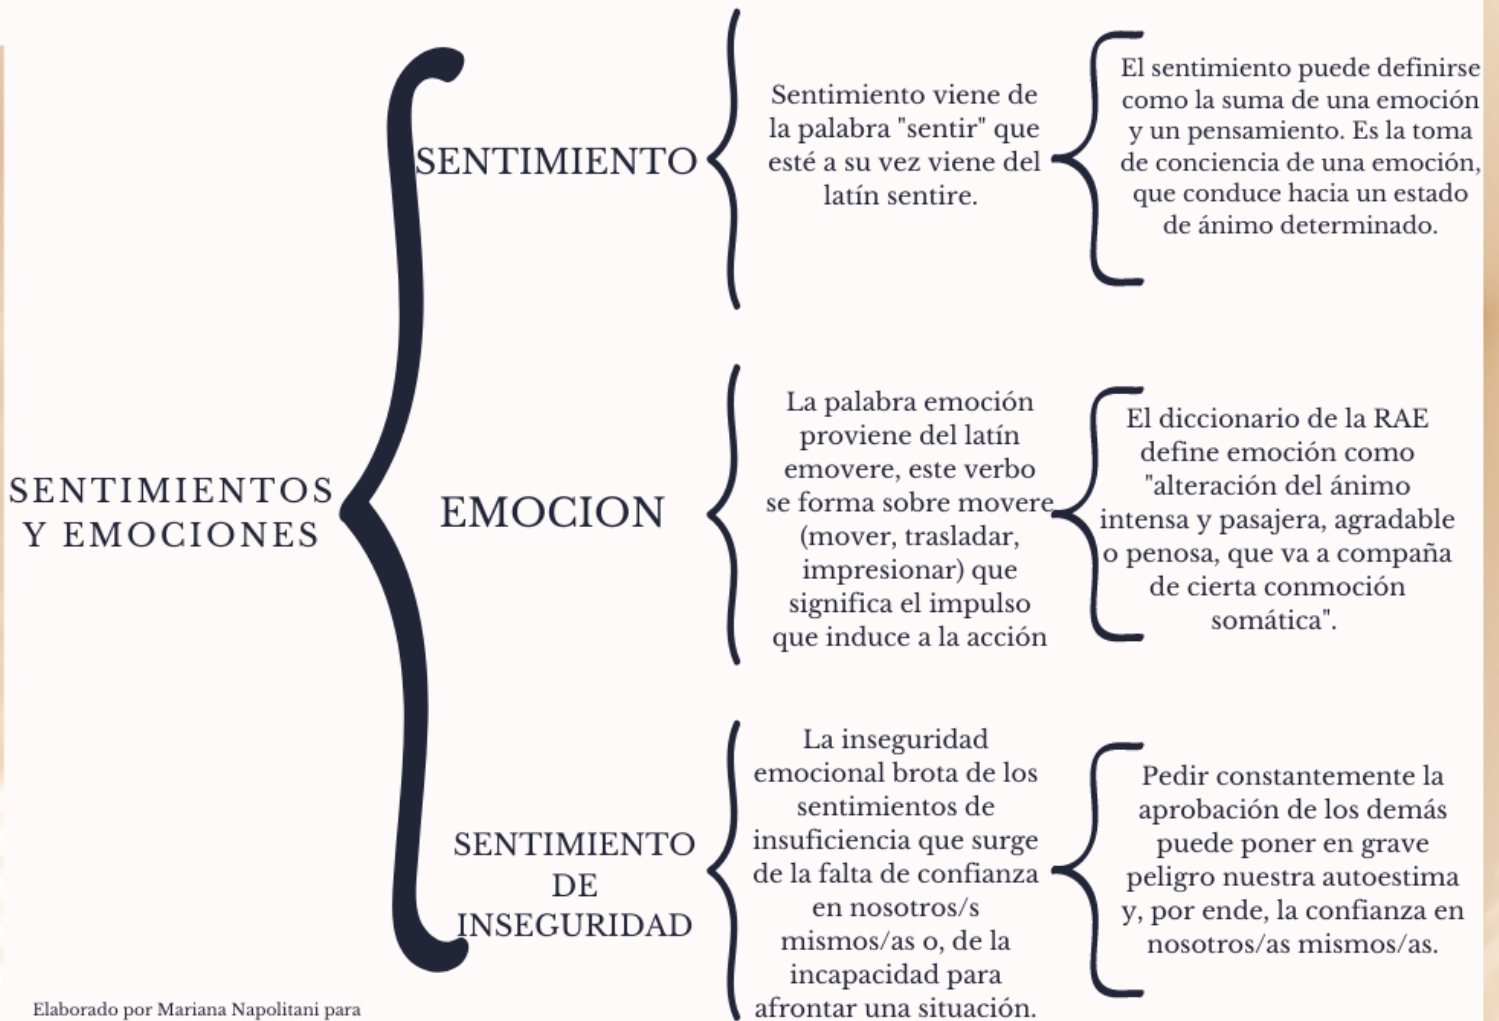 SENTIMIENTOS
Y EMOCIONES
SENTIMIENTO
Sentimiento viene de
la palabra "sentir" que
esté a su vez viene del
latín sentire.
El sentimiento puede definirse
como la suma de una emoción
y un pensamiento. Es la toma
de conciencia de una emoción,
que conduce hacia un estado
de ánimo determinado.
EMOCION
La palabra emoción
proviene del latín
emovere, este verbo
se forma sobre movere
(mover, trasladar,
impresionar) que
significa el impulso
que induce a la acción
El diccionario de la RAE
define emoción como
"alteración del ánimo
intensa y pasajera, agradable
o penosa, que va a compaña
de cierta conmoción
somática".
SENTIMIENTO
DE
INSEGURIDAD
La inseguridad
emocional brota de los
sentimientos de
insuficiencia que surge
de la falta de confianza
en nosotros/s
mismos/as o, de la
incapacidad para
afrontar una situación.
Pedir constantemente la
aprobación de los demás
puede poner en grave
peligro nuestra autoestima
y, por ende, la confianza en
nosotros/as mismos/as.
Elaborado por Mariana Napolitani para